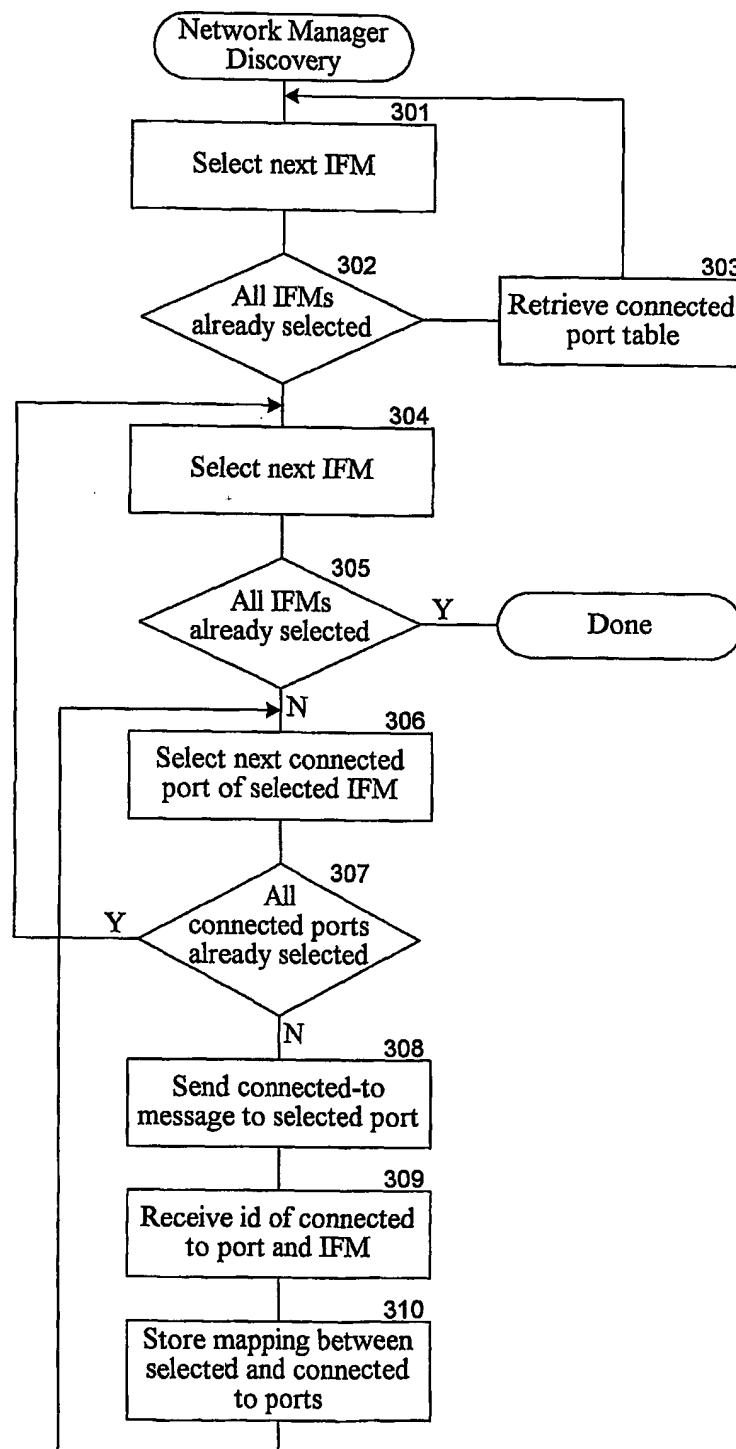 Network Manager
Discovery
301
Select next IFM
302
All IFMs
already selected
303
Retrieve connected
port table
304
Select next IFM
305
All IFMs
already selected
Y
Done
N
306
Select next connected
port of selected IFM
307
All
connected ports
already selected
Y
N
308
Send connected-to
message to selected port
309
Receive id of connected
to port and IFM
310
Store mapping between
selected and connected
to ports